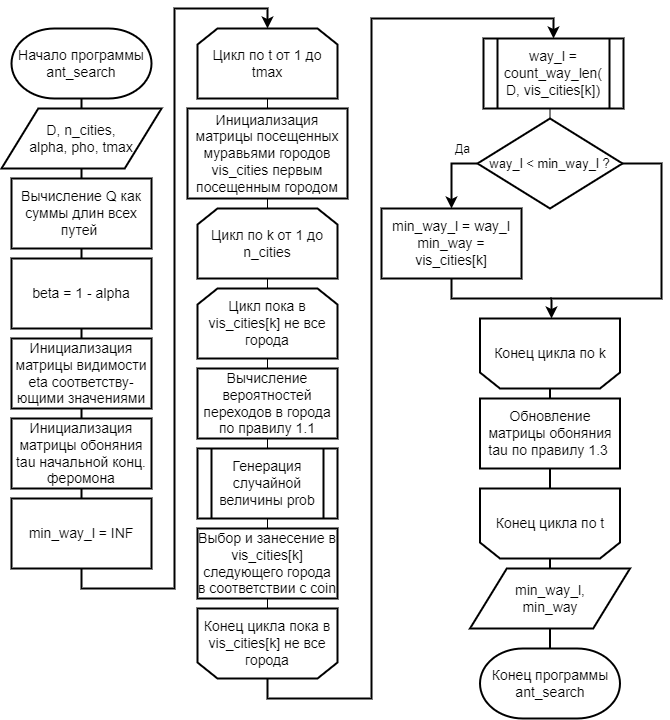 Начало программы
ant_search
D, n_cities,
alpha, pho, tmax
Вычисление Q как
суммы длин всех
путей
beta = 1 - alpha
Инициализация
матрицы видимости
eta соответству-
ющими значениями
Инициализация
матрицы обоняния
tau начальной конц.
феромона
min_way_l = INF
Цикл по t от 1 до
tmax
Инициализация
матрицы посещенных
муравьями городов
vis_cities первым
посещенным городом
Цикл по k от 1 до
n_cities
Цикл пока в
vis_cities[k] не все
города
Вычисление
вероятностей
переходов в города
по правилу 1.1
Генерация
случайной
величины prob
Выбор и занесение в
vis_cities[k]
следующего города
в соответствии с coin
Конец цикла пока в
vis_cities[k] не все
города
way_l =
count_way_len(
D, vis_cities[k])
way_l < min_way_l ?
Да
min_way_l = way_l
min_way =
vis_cities[k]
Конец цикла по k
Обновление
матрицы обоняния
tau по правилу 1.3
Конец цикла по t
min_way_l,
min_way
Конец программы
ant_search